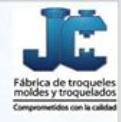 JC
Fábrica de troqueles
moldes y troquelados
Comprometidos con la calidad